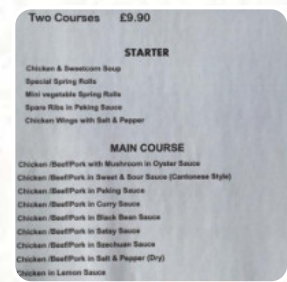 Two Courses £9.90
STARTER
Chicken & Sweetcorn Soup
Special Spring Rolls
Mini vegetable Spring Rolls
Spare Ribs in Peking Sauce
Chicken Wings with Salt & Pepper
MAIN COURSE
Chicken /Beef/Pork with Mushroom in Oyster Sauce
Chicken /Beef/Pork in Sweet & Sour Sauce (Cantonese Style)
Chicken /Beef/Pork in Peking Sauce
Chicken /Beef/Pork in Curry Sauce
Chicken /Beef/Pork in Black Bean Sauce
Chicken /Beef/Pork in Satay Sauce
Chicken /Beef/Pork in Szechuan Sauce
Chicken /Beef/Pork in Salt & Pepper (Dry)
Chicken in Lemon Sauce